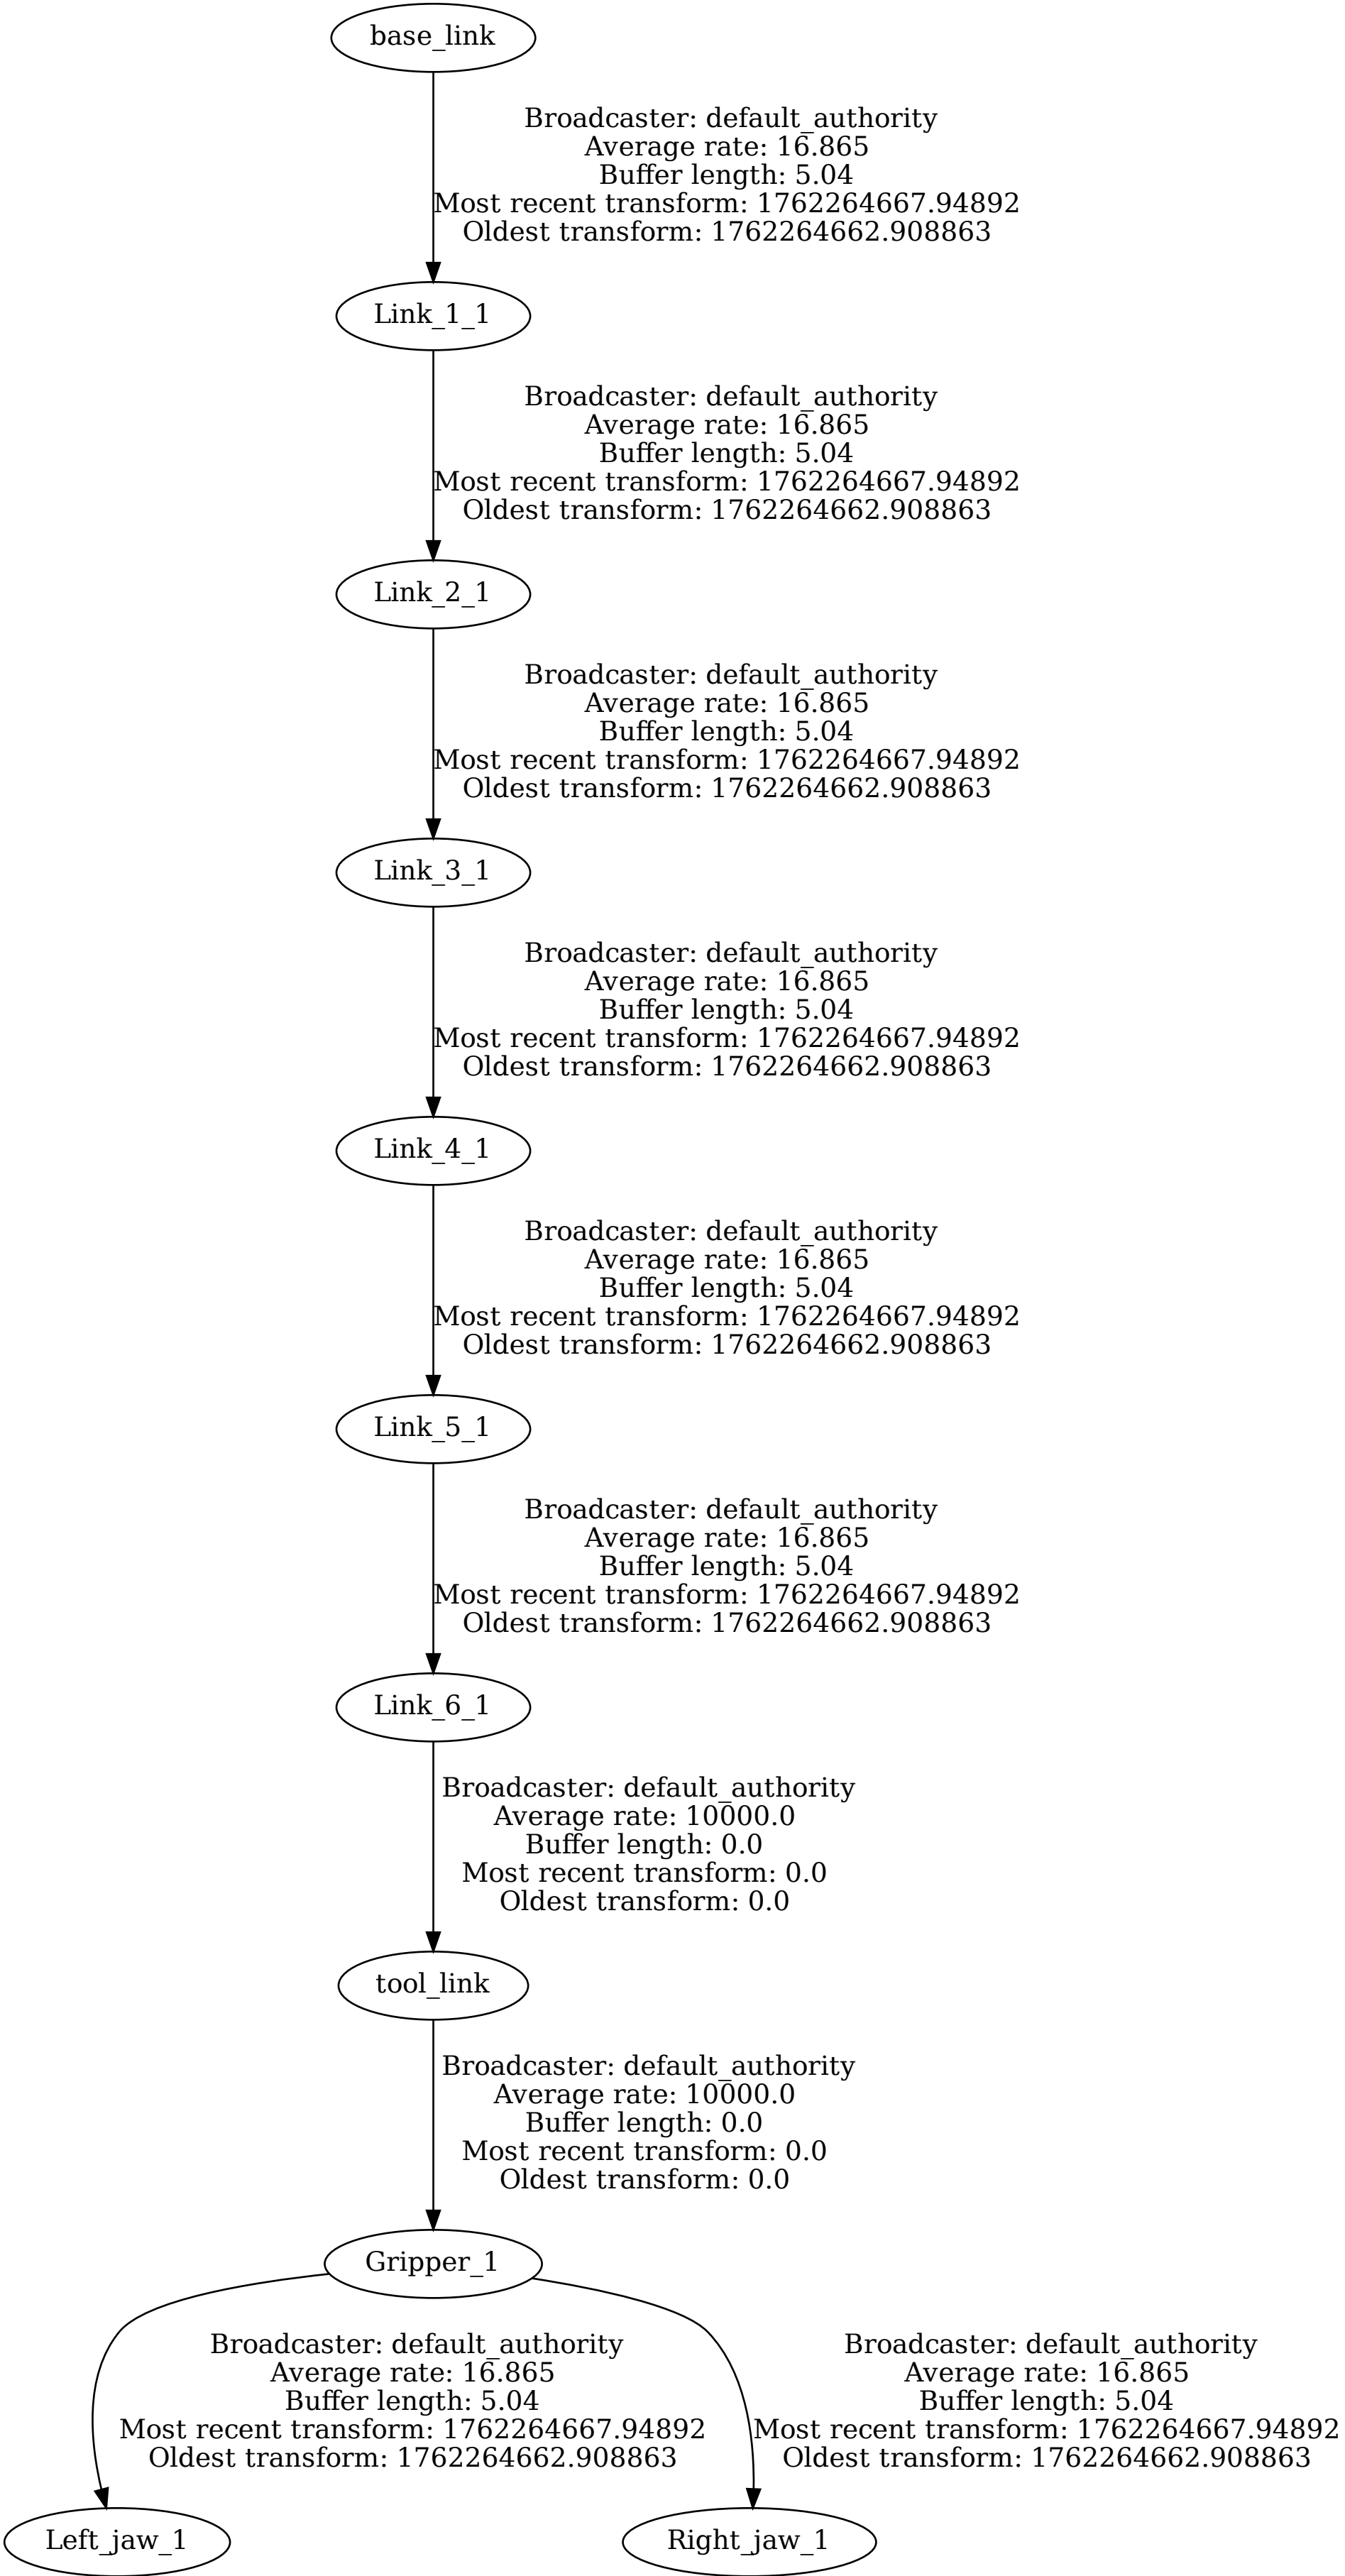 base_link
Broadcaster: default_authority
Average rate: 16.865
Buffer length: 5.04
Most recent transform: 1762264667.94892
Oldest transform: 1762264662.908863
Link_1_1
Broadcaster: default_authority
Average rate: 16.865
Buffer length: 5.04
Most recent transform: 1762264667.94892
Oldest transform: 1762264662.908863
Link_2_1
Broadcaster: default_authority
Average rate: 16.865
Buffer length: 5.04
Most recent transform: 1762264667.94892
Oldest transform: 1762264662.908863
Link_3_1
Broadcaster: default_authority
Average rate: 16.865
Buffer length: 5.04
Most recent transform: 1762264667.94892
Oldest transform: 1762264662.908863
Link_4_1
Broadcaster: default_authority
Average rate: 16.865
Buffer length: 5.04
Most recent transform: 1762264667.94892
Oldest transform: 1762264662.908863
Link_5_1
Broadcaster: default_authority
Average rate: 16.865
Buffer length: 5.04
Most recent transform: 1762264667.94892
Oldest transform: 1762264662.908863
Link_6_1
Broadcaster: default_authority
Average rate: 10000.0
Buffer length: 0.0
Most recent transform: 0.0
Oldest transform: 0.0
tool_link
Broadcaster: default_authority
Average rate: 10000.0
Buffer length: 0.0
Most recent transform: 0.0
Oldest transform: 0.0
Gripper_1
Broadcaster: default_authority
Average rate: 16.865
Buffer length: 5.04
Most recent transform: 1762264667.94892
Oldest transform: 1762264662.908863
Broadcaster: default_authority
Average rate: 16.865
Buffer length: 5.04
Most recent transform: 1762264667.94892
Oldest transform: 1762264662.908863
Left_jaw_1
Right_jaw_1